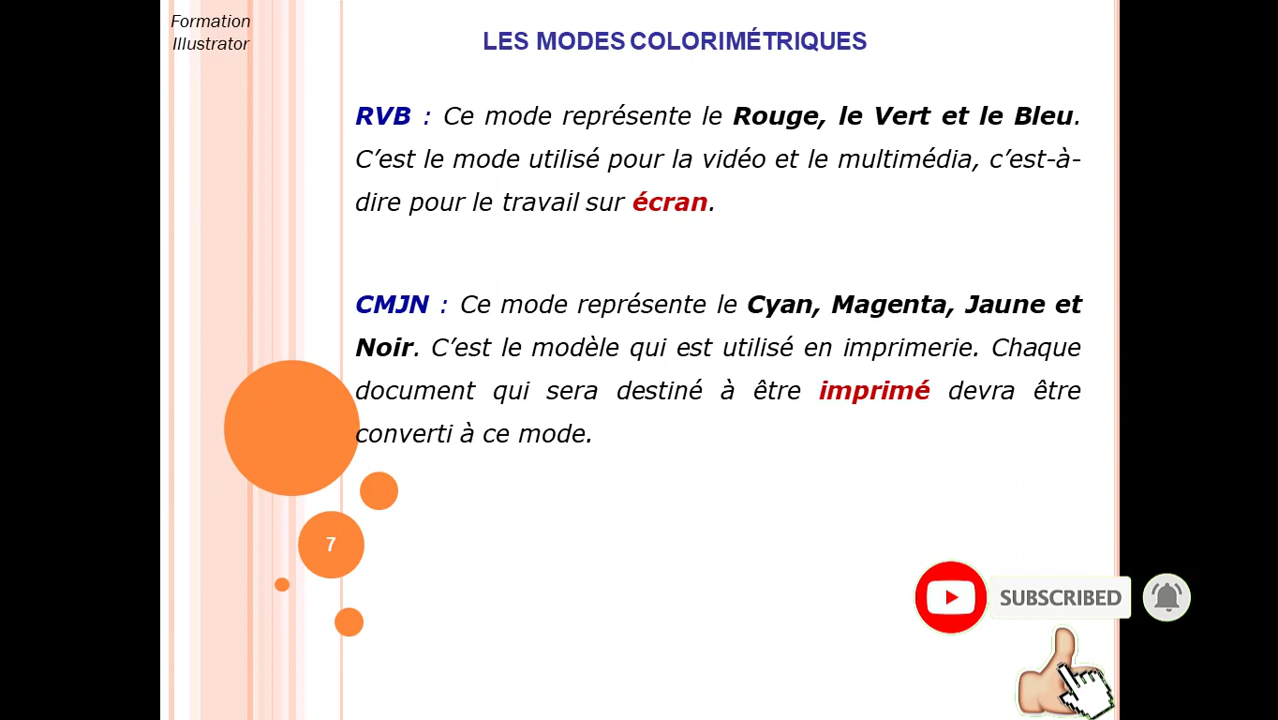 Formation
Illustrator
LES MODES COLORIMÉTRIQUES
RVB : Ce mode représente le Rouge, le Vert et le Bleu.
C’est le mode utilisé pour la vidéo et le multimédia, c’est-à-
dire pour le travail sur écran.
CMJN : Ce mode représente le Cyan, Magenta, Jaune et
Noir. C’est le modèle qui est utilisé en imprimerie. Chaque
document qui sera destiné à être imprimé devra être
converti à ce mode.
7
SUBSCRIBED